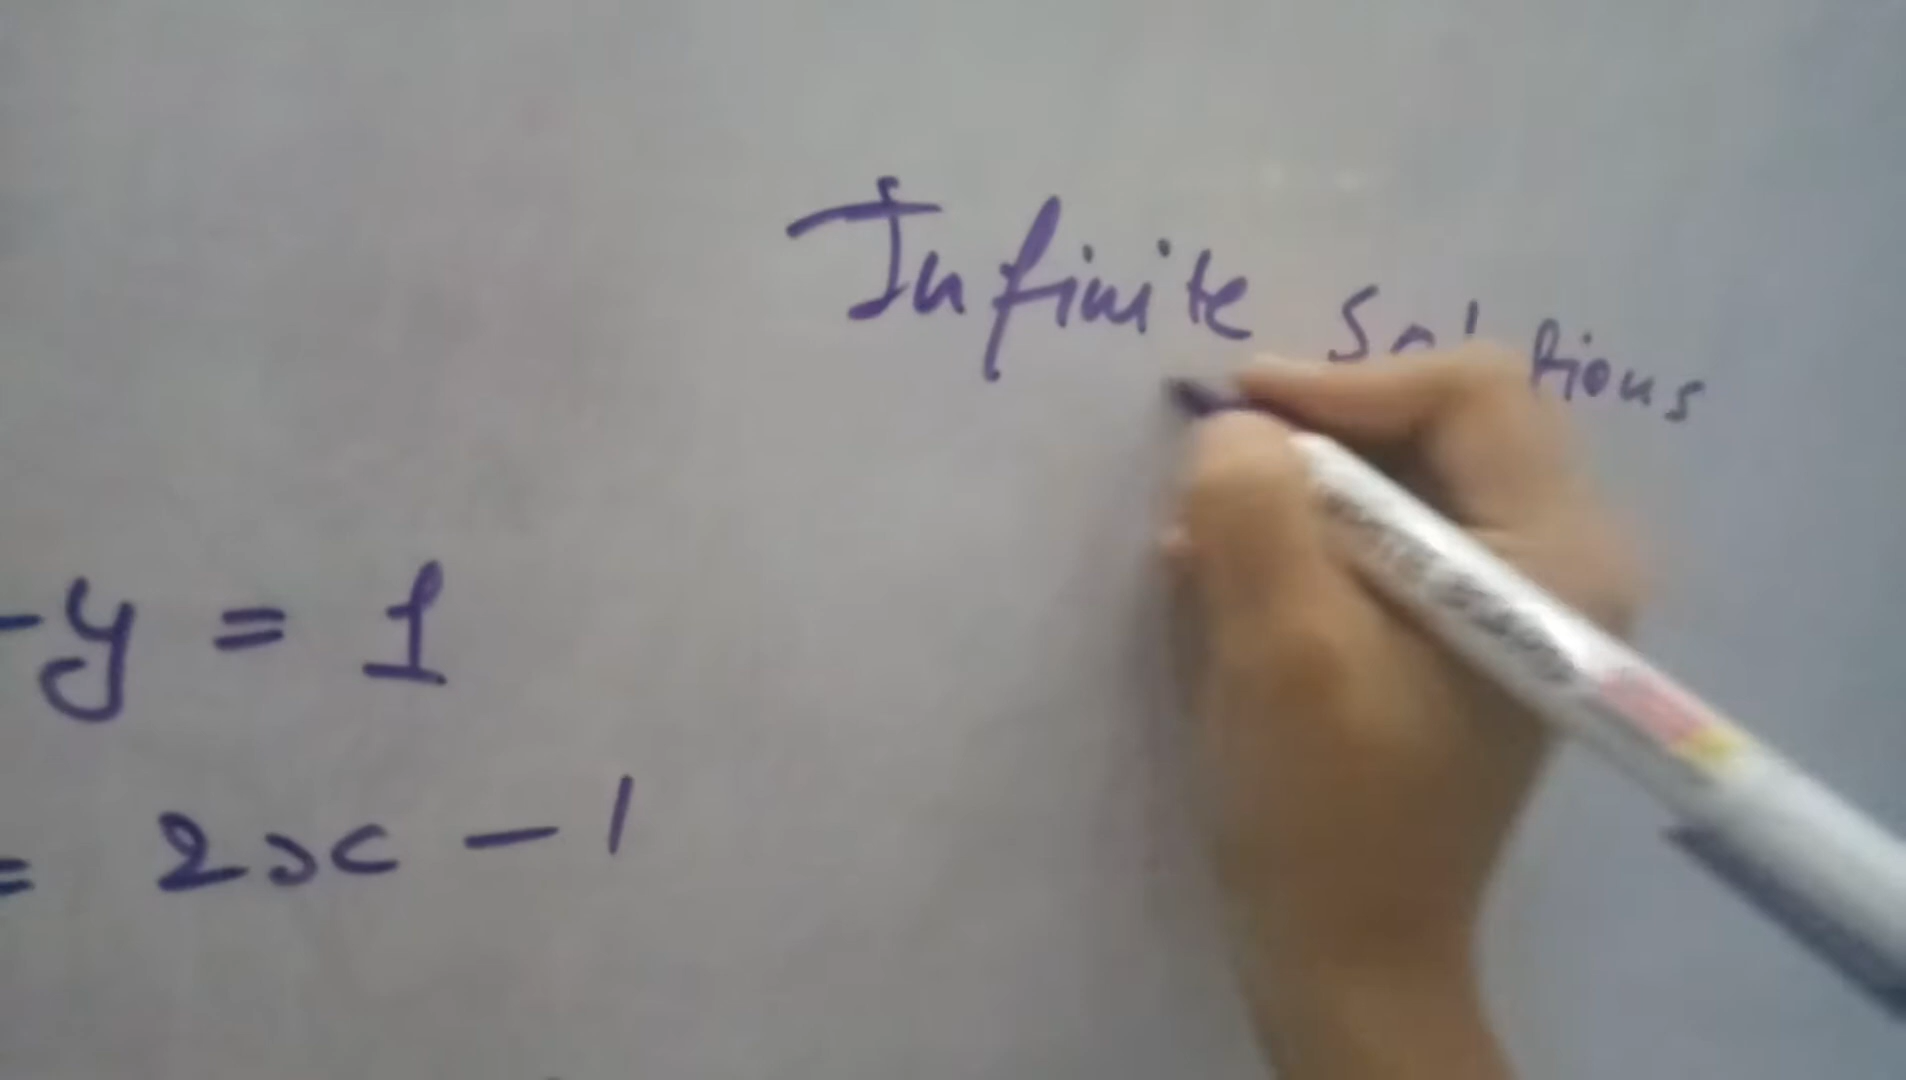 Infinite
-y = 1
= 2x - 1